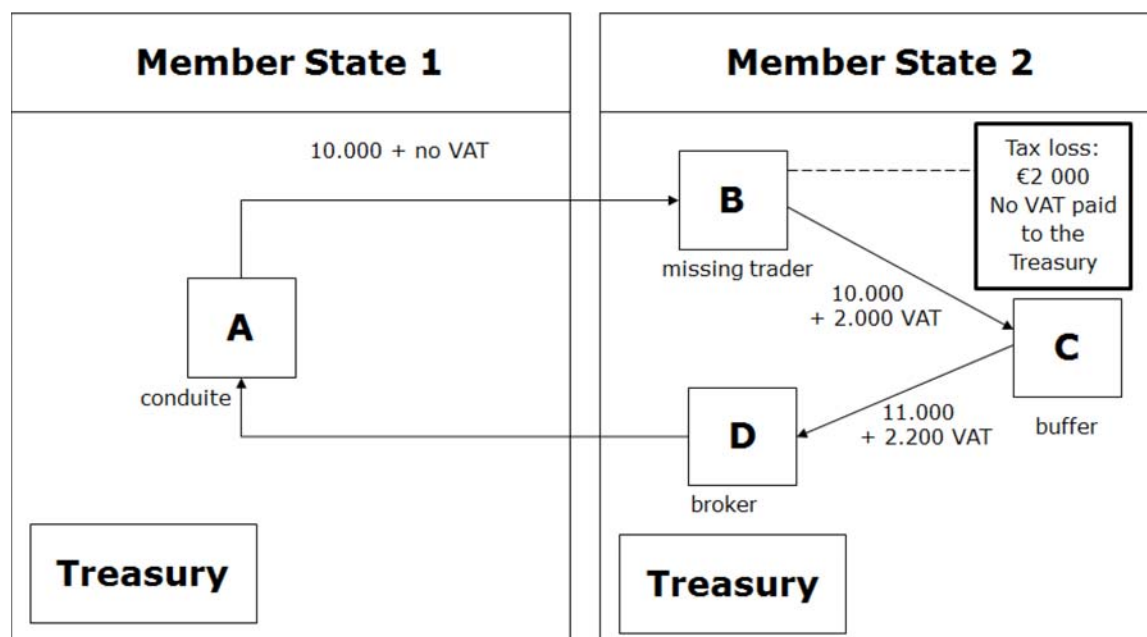 Member State 1
Member State 2
10.000 + no VAT
Tax loss:
€2 000
No VAT paid
to the
Treasury
B
missing trader
10.000
+ 2.000 VAT
A
conduite
C
buffer
11.000
+ 2.200 VAT
D
broker
Treasury
Treasury